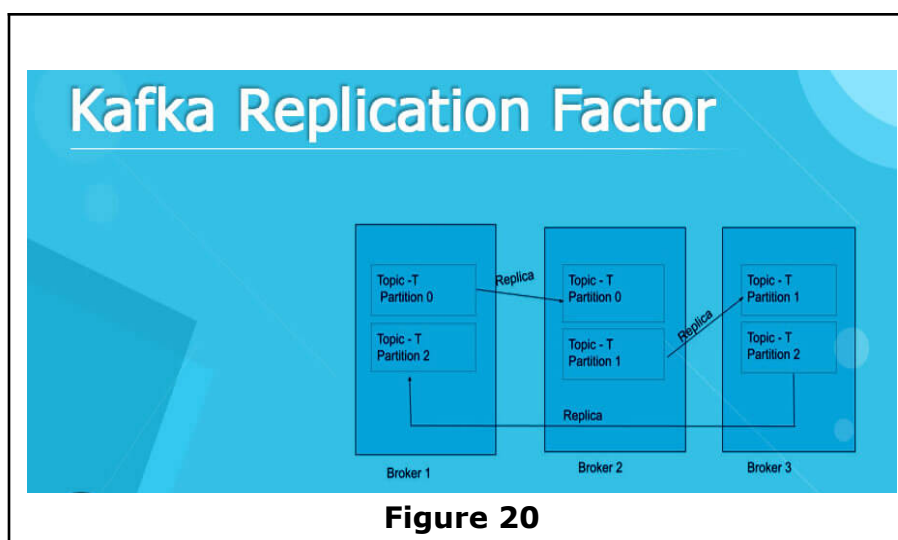 Kafka Replication Factor
Topic -T
Partition 0
Topic - T
Partition 2
Broker 1
Replica
Topic - T
Partition 0
Topic - T
Partition 1
Broker 2
Replica
Topic - T
Partition 1
Topic - T
Partition 2
Broker 3
Replica
Figure 20